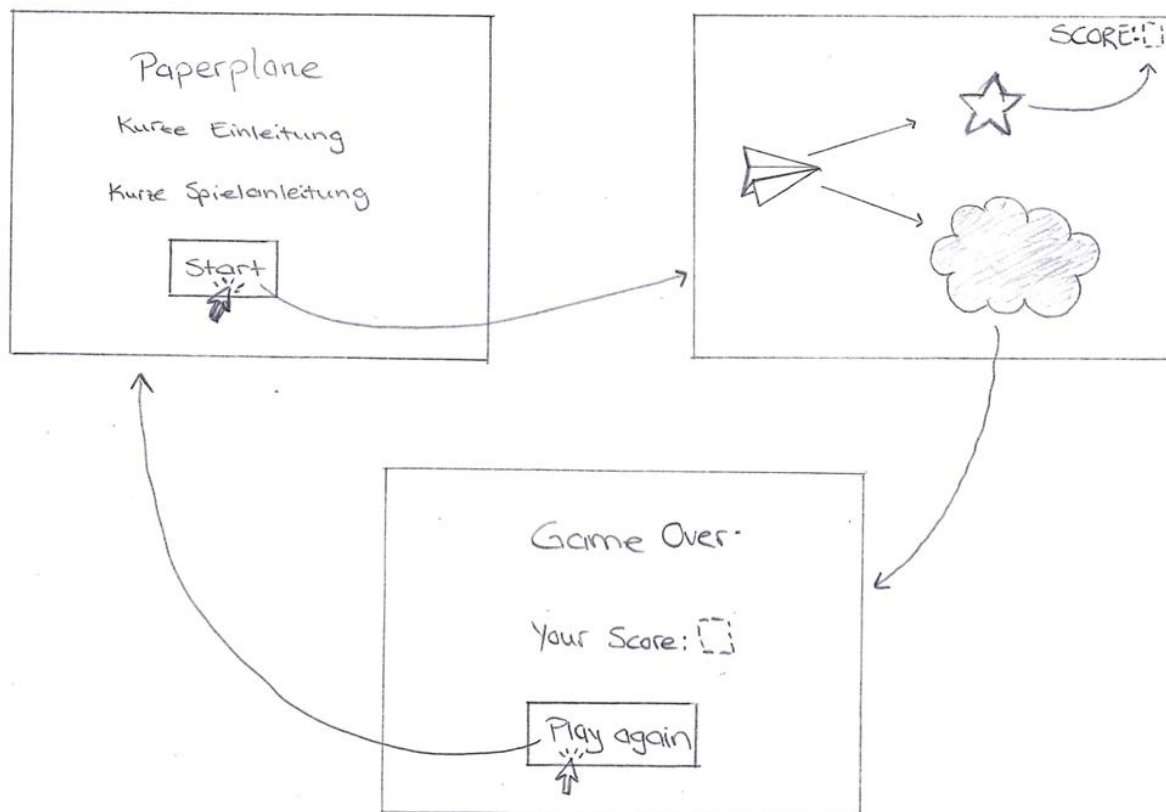 Paperplane
Kurze Einleitung
Kurze Spielanleitung
Start
SCORE:
Game Over
Your Score:
Play again